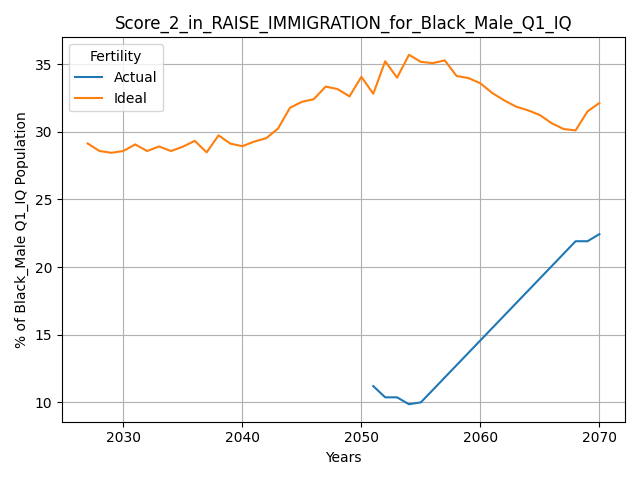 Score_2_in_RAISE_IMMIGRATION_for_Black_Male_Q1_IQ
Fertility
Actual
Ideal
% of Black_Male Q1_IQ Population
35
30
25
20
15
10
2030 2040 2050 2060 2070
Years